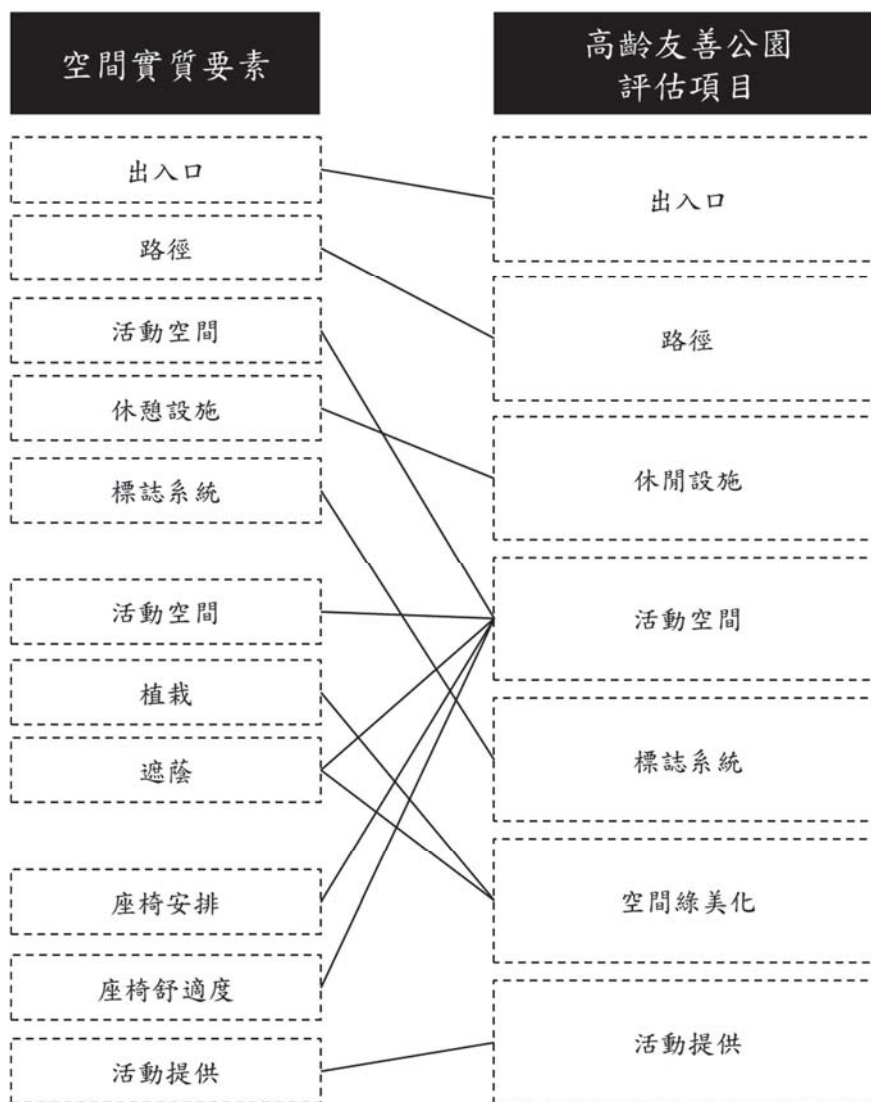 空間實質要素
出入口
路徑
活動空間
休憩設施
標誌系統
活動空間
植栽
遮蔭
座椅安排
座椅舒適度
活動提供
高齡友善公園
評估項目
出入口
路徑
休閒設施
活動空間
標誌系統
空間綠美化
活動提供